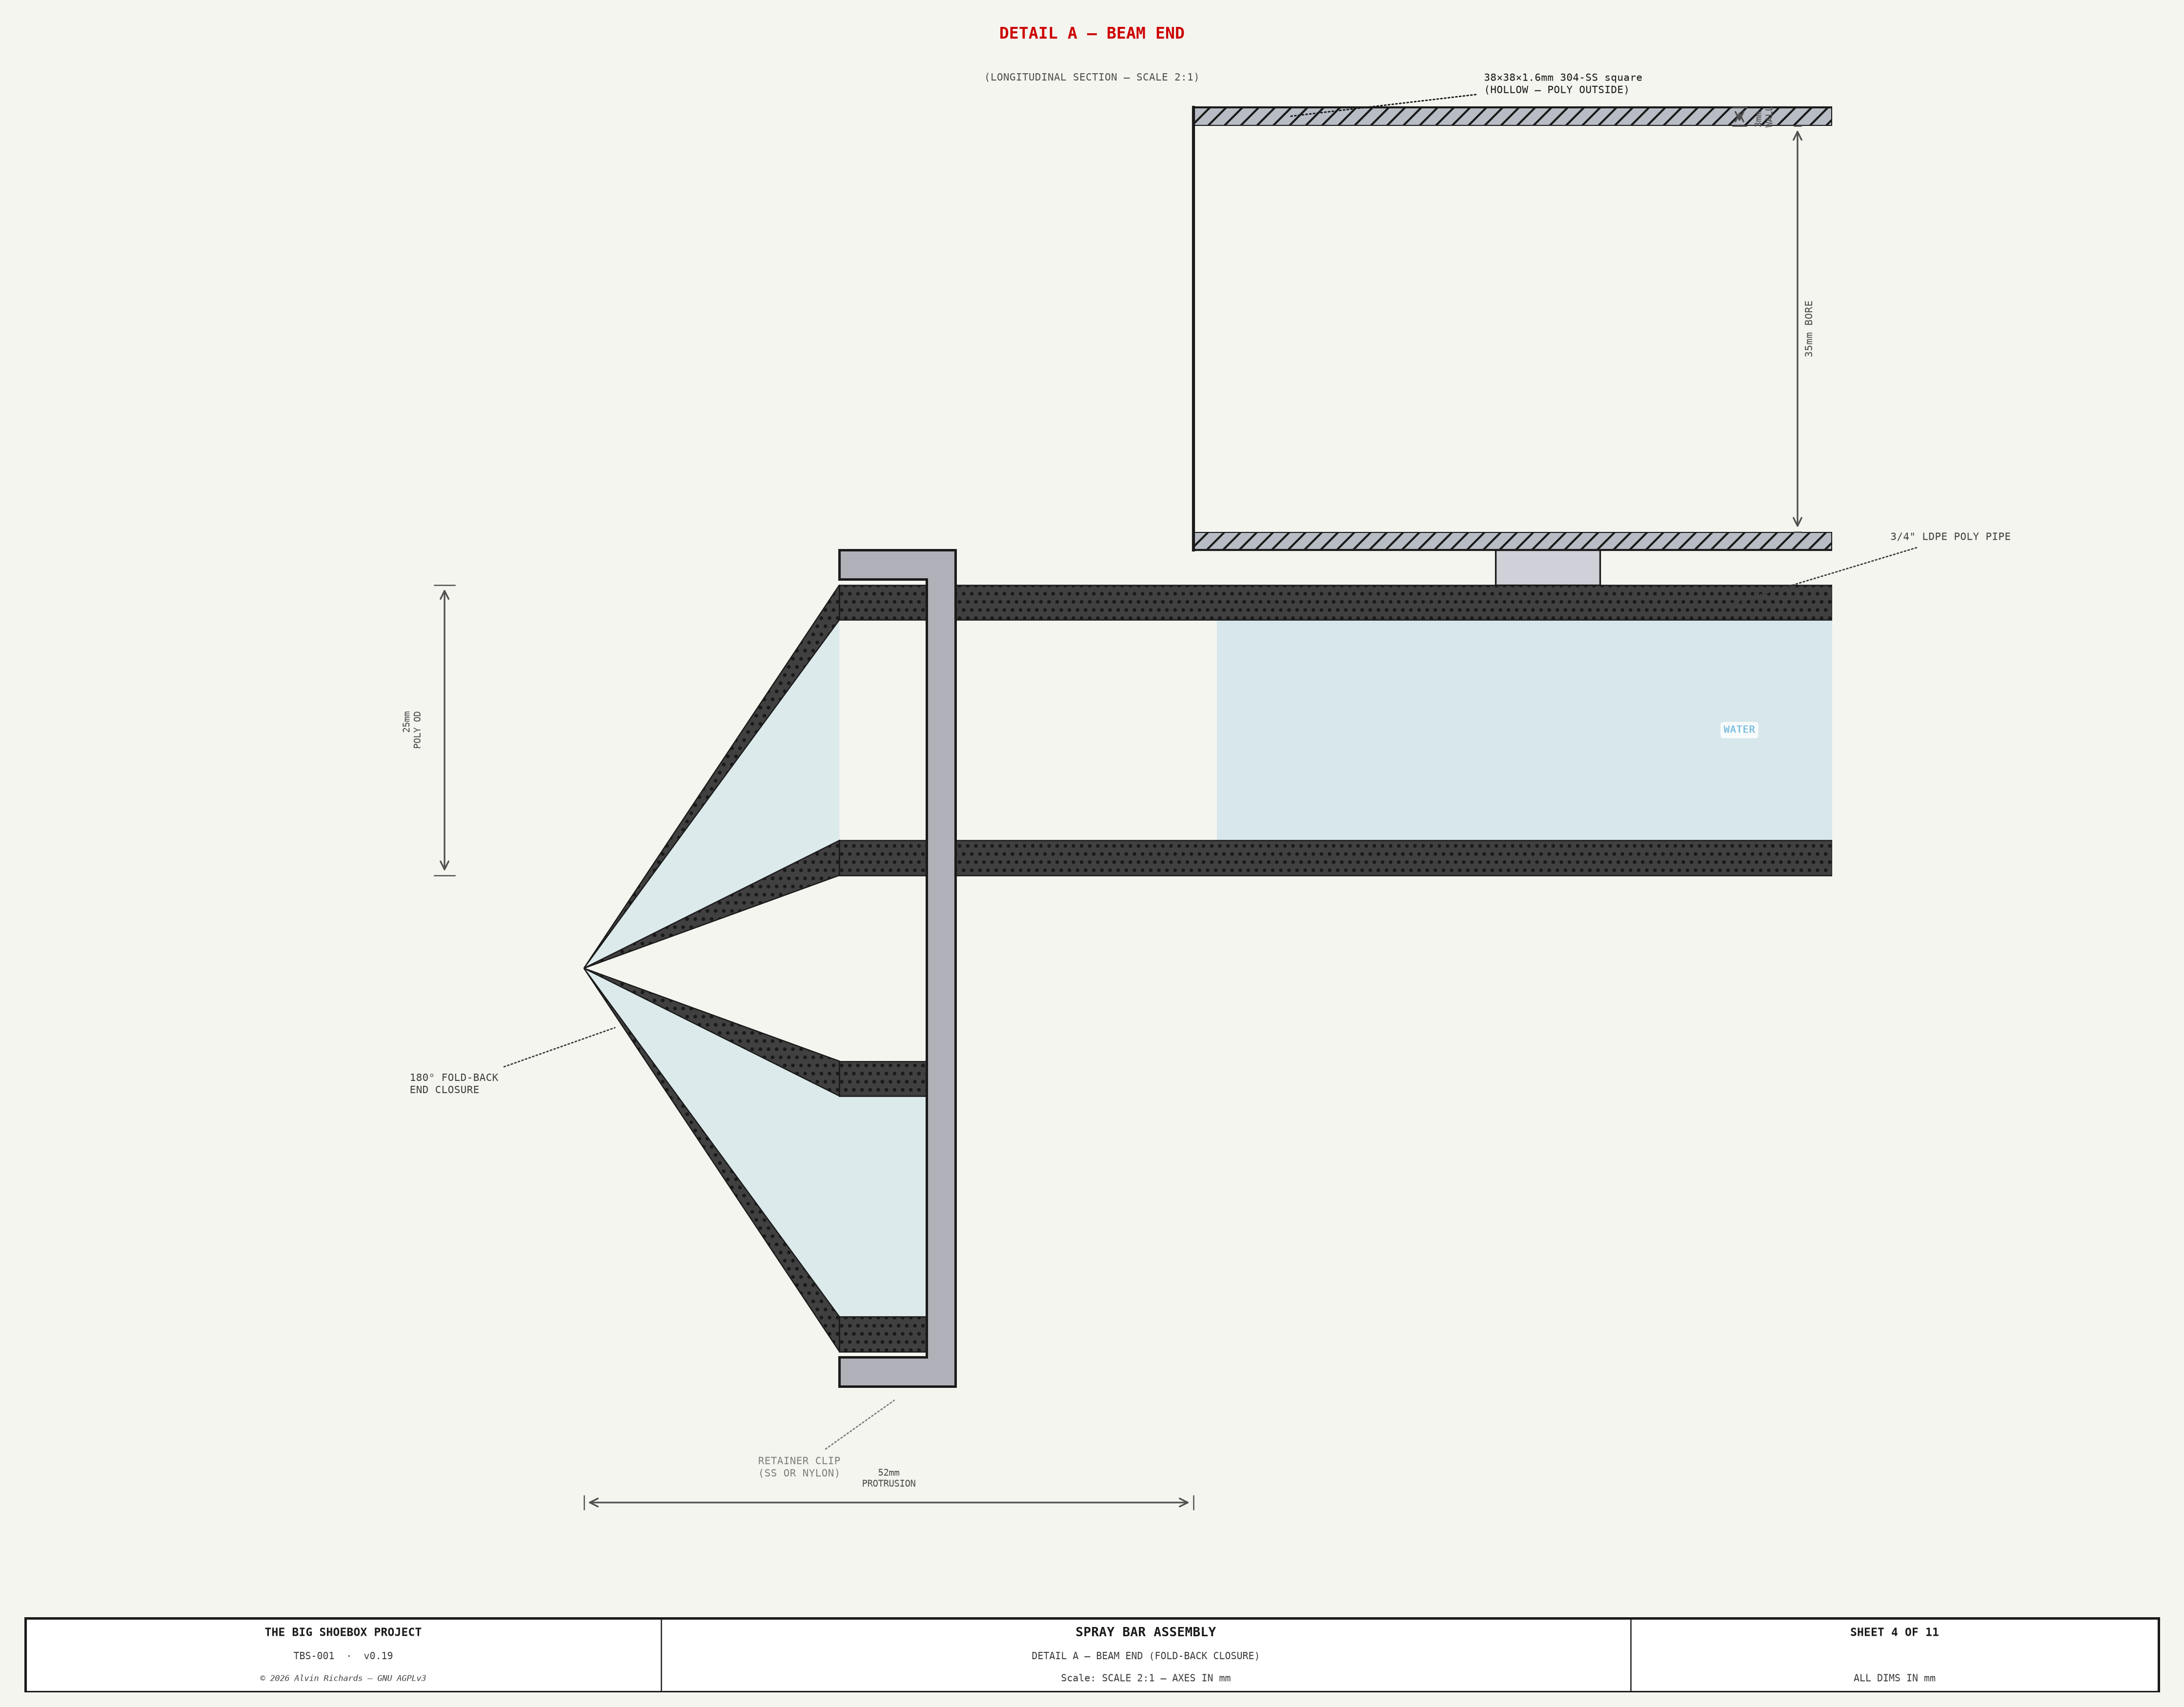 DETAIL A — BEAM END
(LONGITUDINAL SECTION — SCALE 2:1)
38×38×1.6mm 304-SS square
(HOLLOW — POLY OUTSIDE)
35mm BORE
3/4" LDPE POLY PIPE
WATER
25mm
POLY OD
180° FOLD-BACK
END CLOSURE
RETAINER CLIP
(SS OR NYLON)
52mm
PROTRUSION
THE BIG SHOEBOX PROJECT
TBS-001 · v0.19
© 2026 Alvin Richards — GNU AGPLv3
SPRAY BAR ASSEMBLY
DETAIL A — BEAM END (FOLD-BACK CLOSURE)
Scale: SCALE 2:1 — AXES IN mm
SHEET 4 OF 11
ALL DIMS IN mm